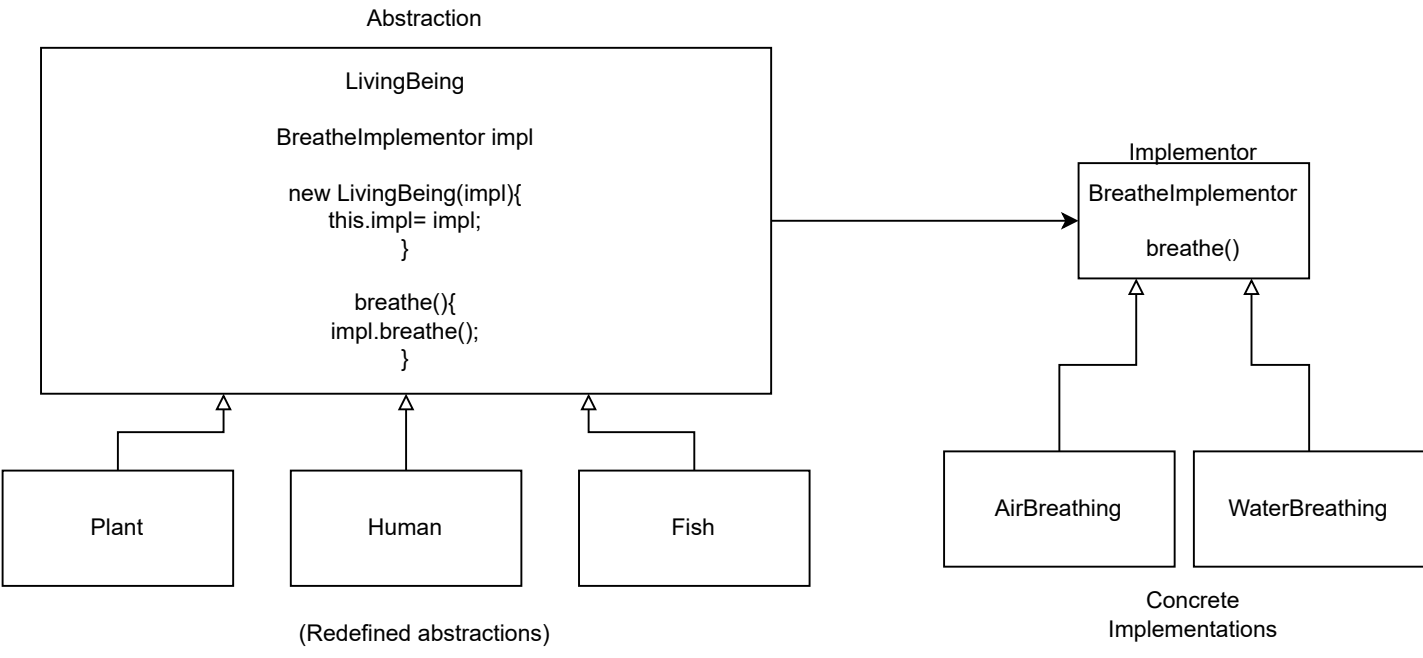 Abstraction
LivingBeing
BreatheImplementor impl
new LivingBeing(impl){
this.impl= impl;
}
breathe(){
impl.breathe();
}
Implementor
BreatheImplementor
breathe()
Plant
Human
Fish
(Redefined abstractions)
AirBreathing
WaterBreathing
Concrete
Implementations